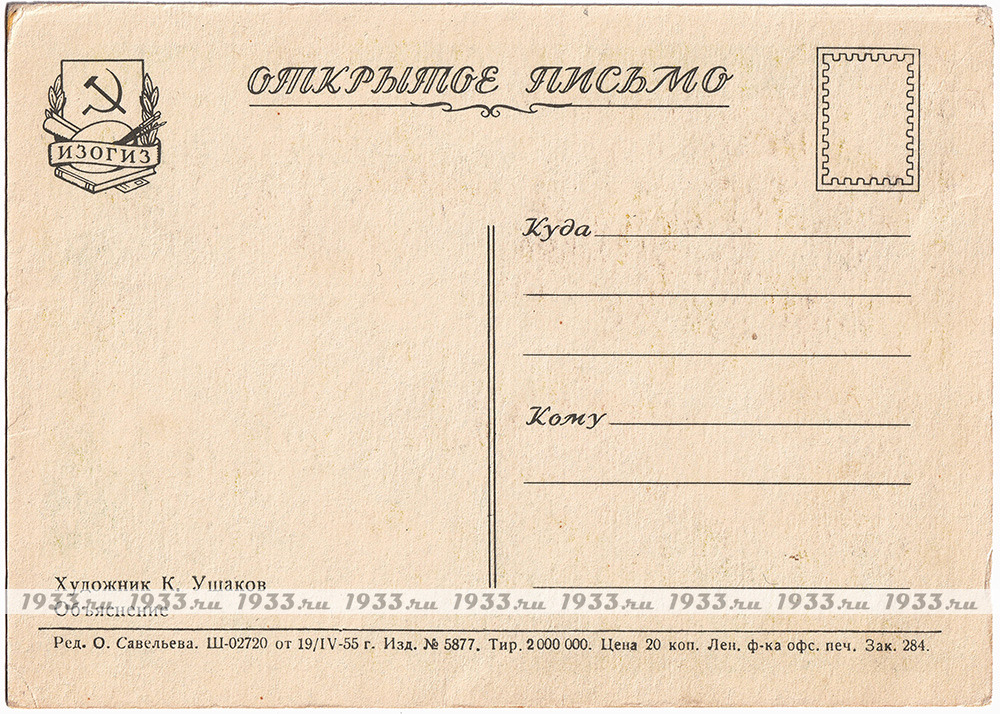 ОТКРЫТОЕ ПИСЬМО
ИЗОГИЗ
Куда
Кому
Художник К. Ушаков
1933.ru 1933.ru 1933.ru 1933.ru 1933.ru 1933.ru 1933.ru 1933.ru 1933.ru
Объяснение
Ред. О. Савельева. Ш-02720 от 19/IV-55 г. Изд. № 5877. Тир. 2 000 000. Цена 20 коп. Лен. ф-ка офс. печ. Зак. 284.